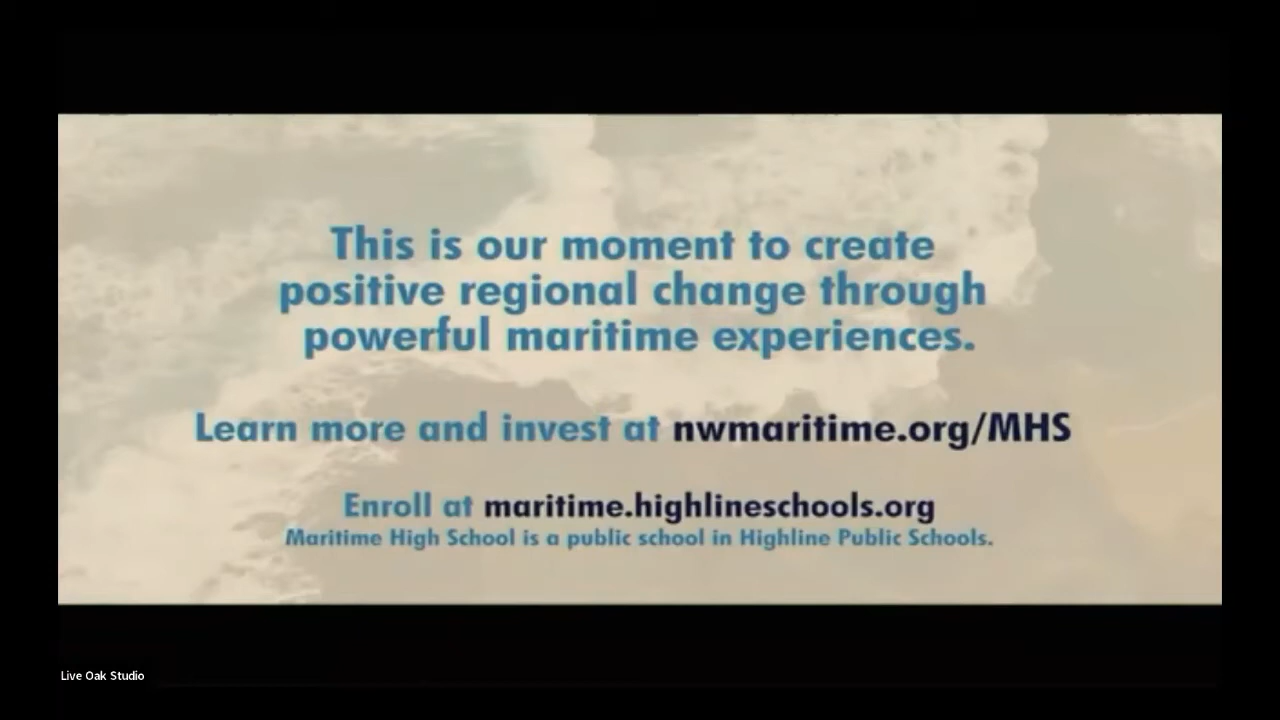 This is our moment to create
positive regional change through
powerful maritime experiences.
Learn more and invest at nwmaritime.org/MHS
Enroll at maritime.highlineschools.org
Maritime High School is a public school in Highline Public Schools.
Live Oak Studio